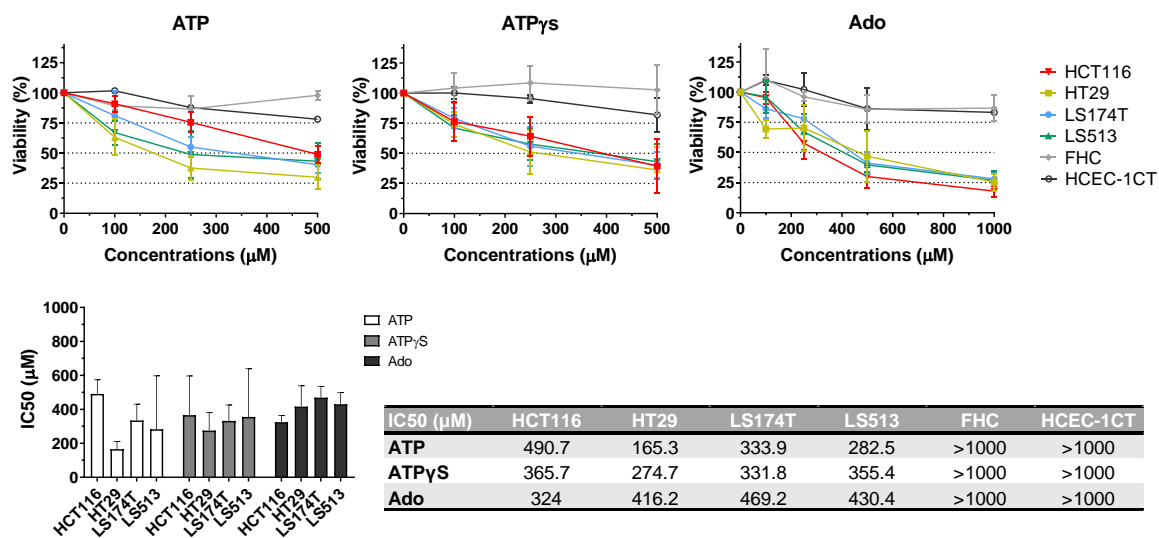 ATP
Viability (%)
125
100
75
50
25
0
0 100 200 300 400 500
Concentrations (μM)
ATPγs
Viability (%)
125
100
75
50
25
0
0 100 200 300 400 500
Concentrations (μM)
Ado
Viability (%)
125
100
75
50
25
0
0 200 400 600 800 1000
Concentrations (μM)
HCT116
HT29
LS174T
LS513
FHC
HCEC-1CT
IC50 (μM)
1000
800
600
400
200
0
HCT116
HT29
LS174T
LS513
HCT116
HT29
LS174T
LS513
HCT116
HT29
LS174T
LS513
ATP
ATPγS
Ado
IC50 (μM) HCT116 HT29 LS174T LS513 FHC HCEC-1CT
ATP 490.7 165.3 333.9 282.5 >1000 >1000
ATPγS 365.7 274.7 331.8 355.4 >1000 >1000
Ado 324 416.2 469.2 430.4 >1000 >1000